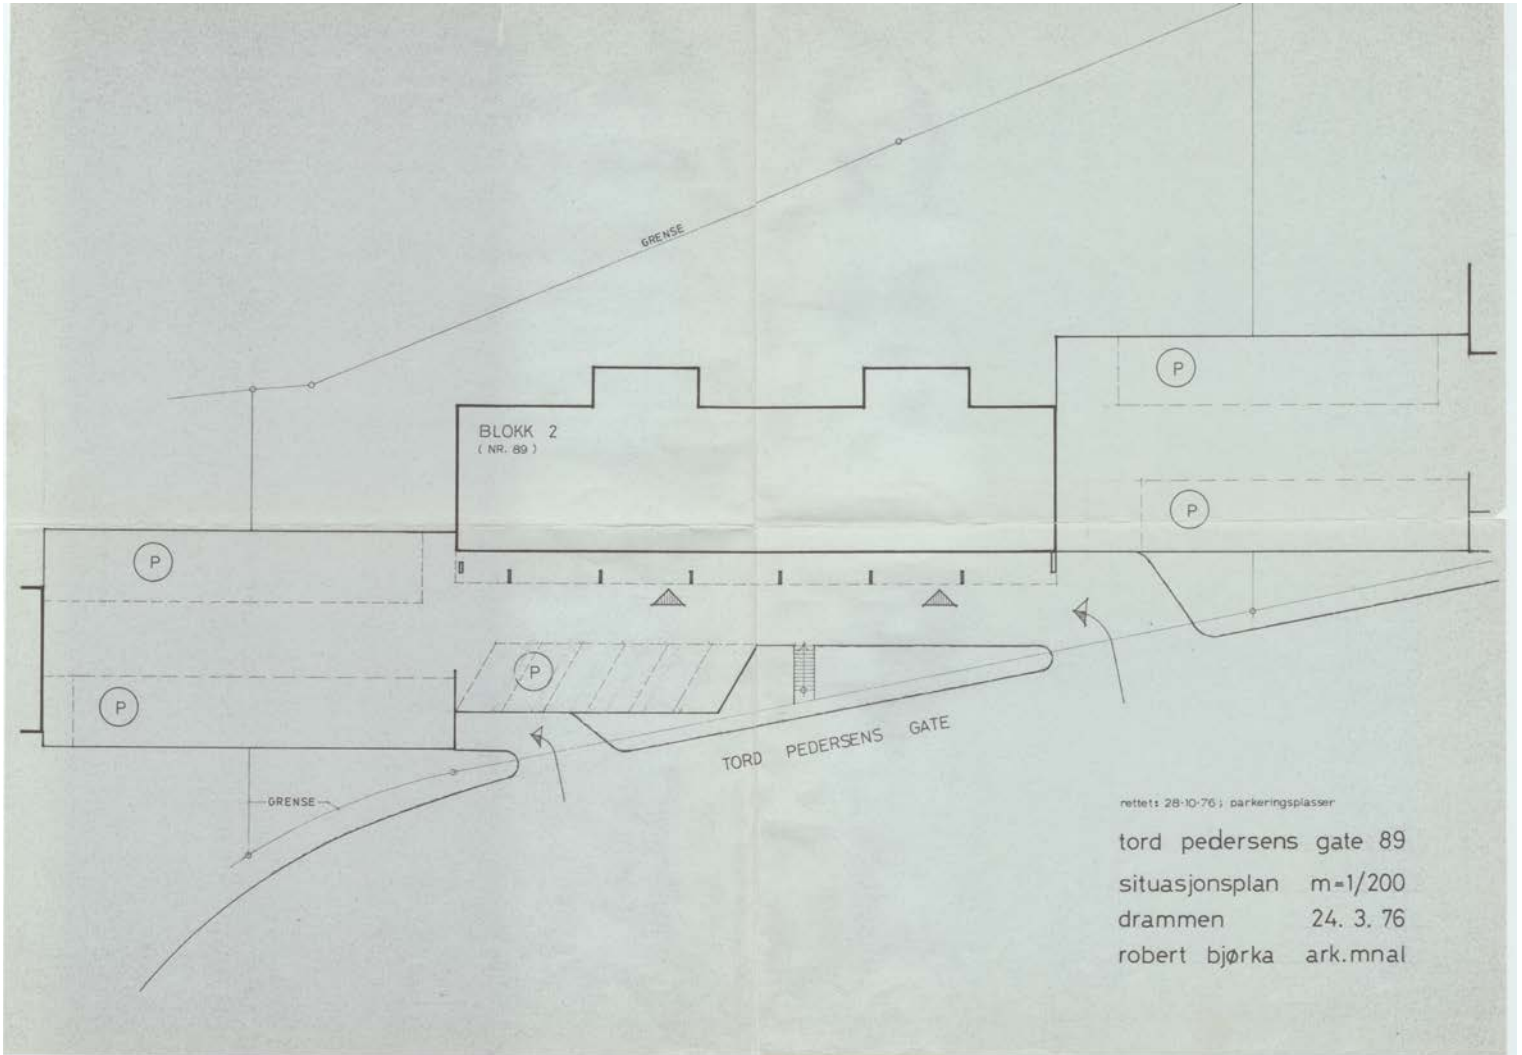 GRENSE
P
BLOKK 2
( NR. 89 )
P
P
P
P
TORD PEDERSENS GATE
GRENSE
rettet: 28-10-76; parkeringsplasser
tord pedersens gate 89
situasjonsplan m=1/200
drammen 24. 3. 76
robert bjørka ark.mnal